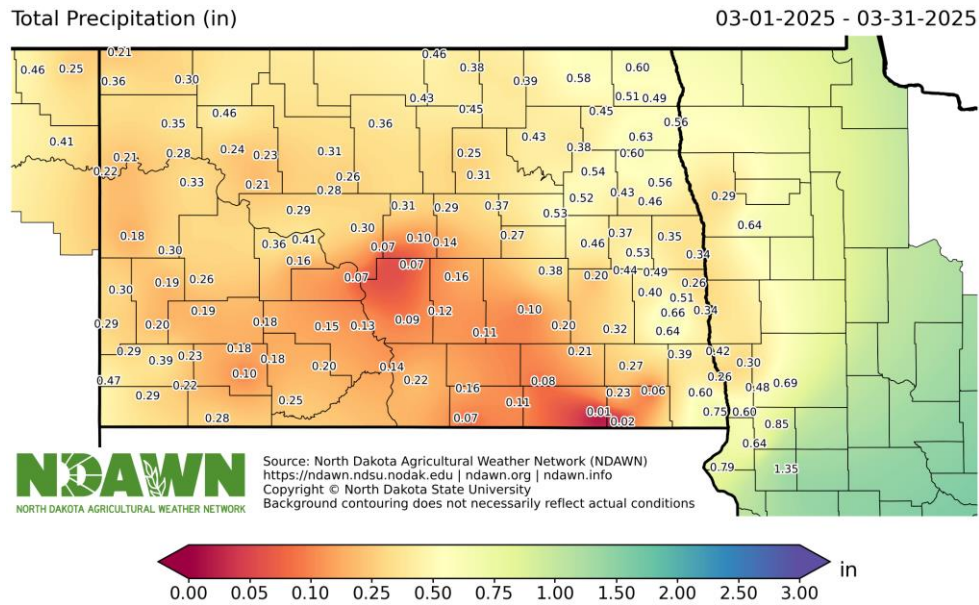 Total Precipitation (in) 03-01-2025 - 03-31-2025
0.21 0.46
0.46 0.25 0.38 0.60
0.36 0.30 0.39 0.58
0.43 0.51 0.49
0.46 0.45 0.45
0.35 0.36 0.56
0.41 0.43 0.63
0.21 0.28 0.24 0.23 0.31 0.25 0.38 0.60
0.22 0.33 0.21 0.26 0.31 0.54 0.56
0.28 0.43 0.29
0.29 0.31 0.29 0.37 0.52 0.46
0.53
0.18 0.30 0.27 0.37 0.35 0.64
0.30 0.36 0.41 0.07 0.10 0.14 0.46 0.53 0.34
0.16 0.07 0.38 0.44 0.49
0.30 0.19 0.26 0.07 0.16 0.20 0.26
0.40 0.51
0.19 0.12 0.10 0.66 0.34
0.29 0.20 0.18 0.15 0.13 0.09 0.11 0.20 0.32 0.64
0.29 0.39 0.23 0.18 0.18 0.21 0.39 0.42
0.10 0.20 0.14 0.27 0.30
0.47 0.22 0.22 0.08 0.26
0.29 0.25 0.16 0.23 0.06 0.60 0.48 0.69
0.28 0.07 0.11 0.01 0.02 0.75 0.60
0.85
0.64
0.79 1.35
NDAWN
NORTH DAKOTA AGRICULTURAL WEATHER NETWORK
Source: North Dakota Agricultural Weather Network (NDAWN)
https://ndawn.ndsu.nodak.edu | ndawn.org | ndawn.info
Copyright © North Dakota State University
Background contouring does not necessarily reflect actual conditions
in
0.00 0.05 0.10 0.25 0.50 0.75 1.00 1.50 2.00 2.50 3.00